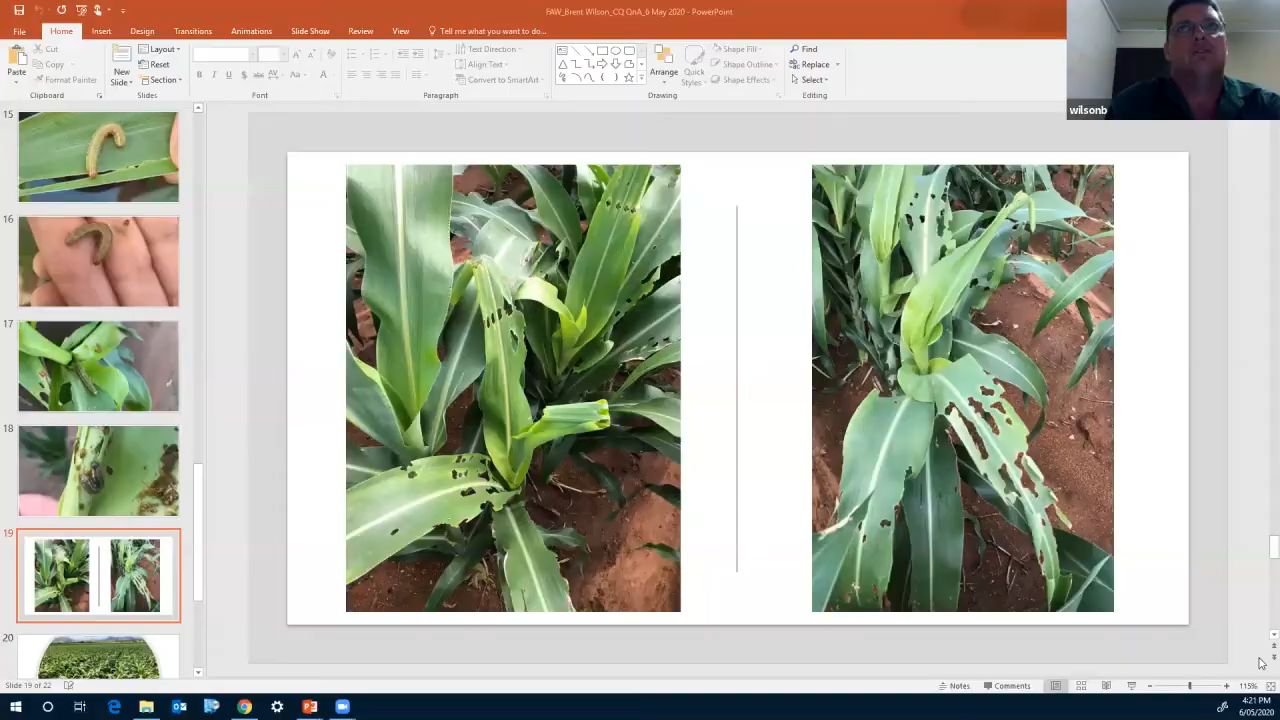 FAW_Brent Wilson_CQ QnA_6 May 2020 - PowerPoint
File Home Insert Design Transitions Animations Slide Show Review View Tell me what you want to do...
Paste
Cut
Copy
Format Painter
Clipboard
New
Slide
Layout
Reset
Section
Slides
B I U S abc AV Aa A
Font
Text Direction
Align Text
Convert to SmartArt
Paragraph
Arrange
Quick
Styles
Shape Fill
Shape Outline
Shape Effects
Drawing
Find
Replace
Select
Editing
wilsonb
15
16
17
18
19
20
Slide 19 of 22
Notes
Comments
115%
4:21 PM
6/05/2020